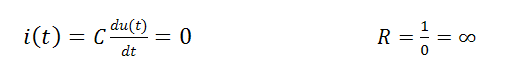 i(t) = C du(t)/dt = 0    R = 1/0 = ∞